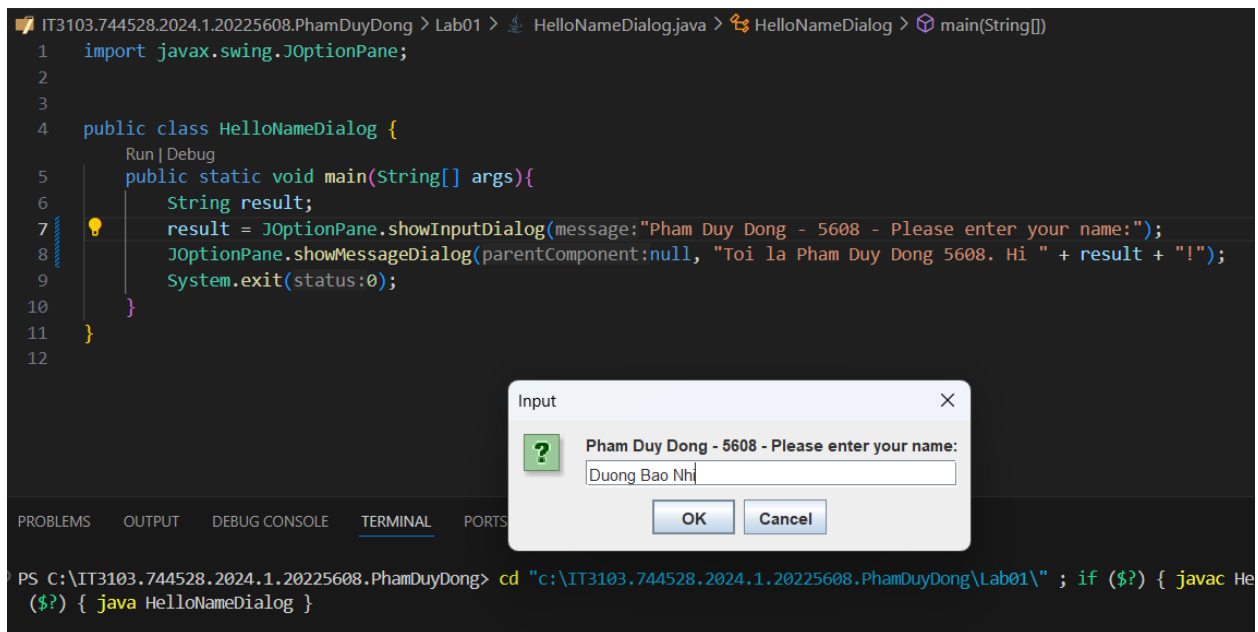 IT3103.744528.2024.1.20225608.PhamDuyDong > Lab01 > HelloNameDialog.java > HelloNameDialog > main(String[])
1 import javax.swing.JOptionPane;
2
3
4 public class HelloNameDialog {
Run | Debug
5 public static void main(String[] args){
6 String result;
7 result = JOptionPane.showInputDialog(message:"Pham Duy Dong - 5608 - Please enter your name:");
8 JOptionPane.showMessageDialog(parentComponent:null, "Toi la Pham Duy Dong 5608. Hi " + result + "!");
9 System.exit(status:0);
10 }
11 }
12
Input
Pham Duy Dong - 5608 - Please enter your name:
Duong Bao Nhi
OK Cancel
PROBLEMS OUTPUT DEBUG CONSOLE TERMINAL PORTS
PS C:\IT3103.744528.2024.1.20225608.PhamDuyDong> cd "c:\IT3103.744528.2024.1.20225608.PhamDuyDong\Lab01\" ; if ($?) { javac He
($?) { java HelloNameDialog }